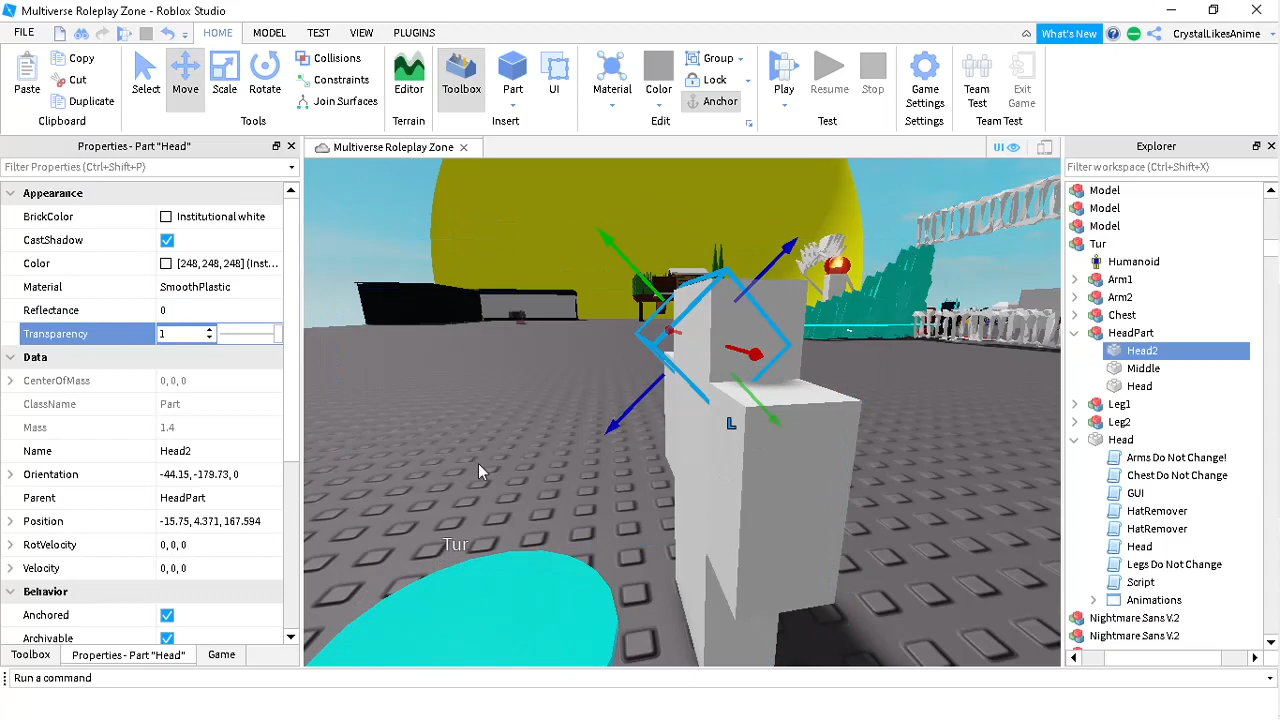 Multiverse Roleplay Zone - Roblox Studio
FILE HOME MODEL TEST VIEW PLUGINS What's New CrystalLikesAnime
Paste Copy Cut Duplicate Clipboard
Select Move Scale Rotate Collisions Constraints Join Surfaces Tools
Editor Terrain
Toolbox Part UI Insert
Material Color Group Lock Anchor Edit
Play Resume Stop Test
Game Settings Settings
Team Test Exit Game Team Test
Properties - Part "Head"
Filter Properties (Ctrl+Shift+P)
Appearance
BrickColor Institutional white
CastShadow
Color [248, 248, 248] (Inst...
Material SmoothPlastic
Reflectance 0
Transparency 1
Data
CenterOfMass 0, 0, 0
ClassName Part
Mass 1.4
Name Head2
Orientation -44.15, -179.73, 0
Parent HeadPart
Position -15.75, 4.371, 167.594
RotVelocity 0, 0, 0
Velocity 0, 0, 0
Behavior
Anchored
Archivable
Toolbox Properties - Part "Head" Game
Multiverse Roleplay Zone
UI
Tur
L
Explorer
Filter workspace (Ctrl+Shift+X)
Model
Model
Model
Tur
Humanoid
Arm1
Arm2
Chest
HeadPart
Head2
Middle
Head
Leg1
Leg2
Head
Arms Do Not Change!
Chest Do Not Change
GUI
HatRemover
HatRemover
Head
Legs Do Not Change
Script
Animations
Nightmare Sans V.2
Nightmare Sans V.2
Run a command